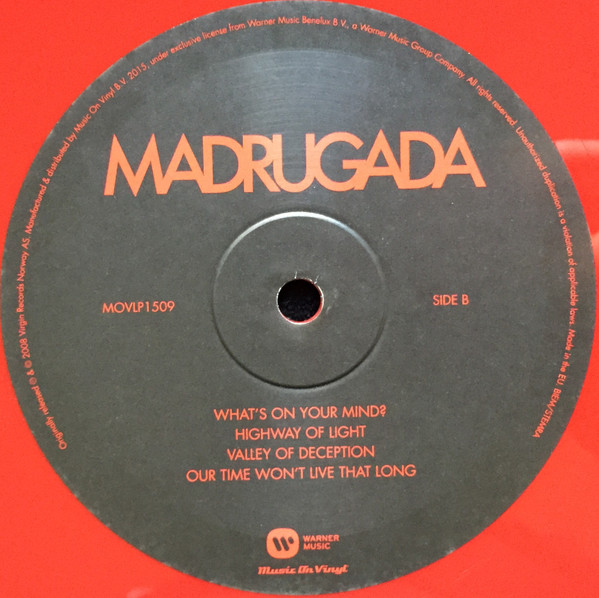 Originally released ℗ & © 2008 Virgin Records Norway AS. Manufactured & distributed by Music On Vinyl B.V. 2015, under exclusive license from Warner Music Benelux B.V., a Warner Music Group Company. All rights reserved. Unauthorized duplication is a violation of applicable laws. Made in the EU. BEM/STEMRA
MADRUGADA
MOVLP1509
SIDE B
WHAT'S ON YOUR MIND?
HIGHWAY OF LIGHT
VALLEY OF DECEPTION
OUR TIME WON'T LIVE THAT LONG
WARNER
MUSIC
Music On Vinyl